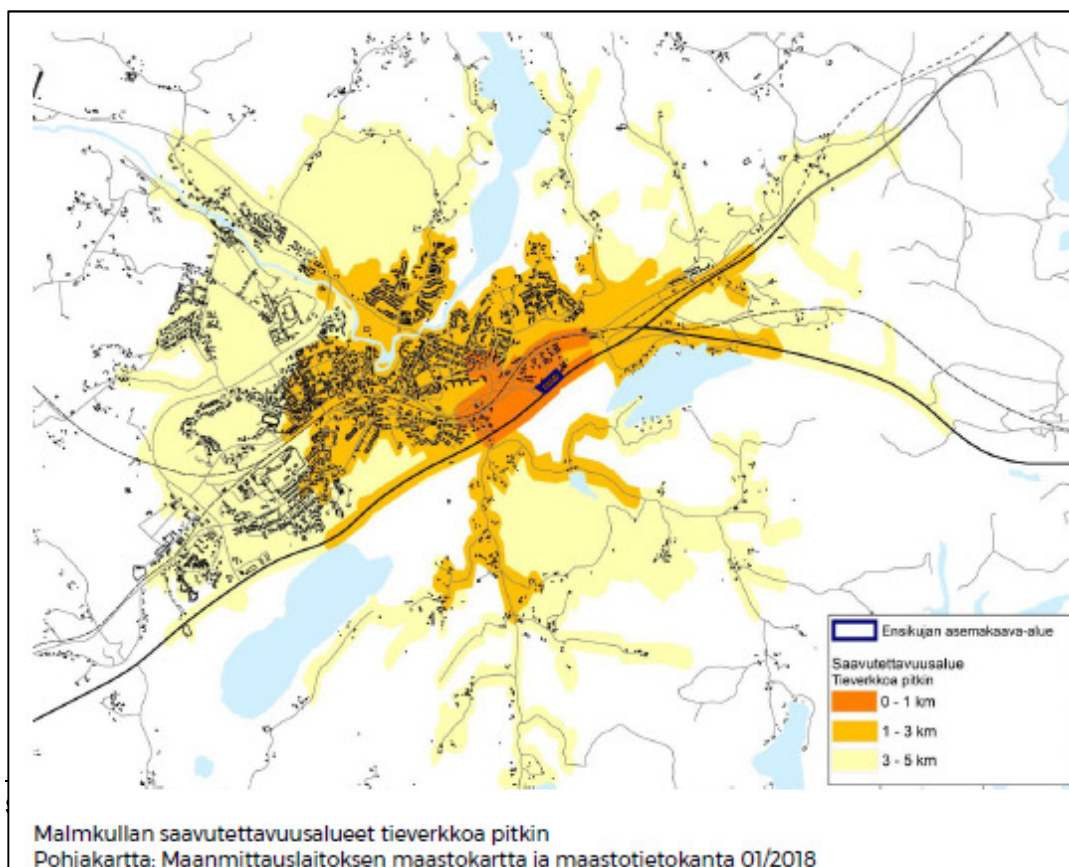 Ensikujan asemakaava-alue
Saavutettavuusalue
Tieverkkoa pitkin
0 - 1 km
1 - 3 km
3 - 5 km
Malmkullan saavutettavuusalueet tieverkkoa pitkin
Pohjakartta: Maanmittauslaitoksen maastokartta ja maastotietokanta 01/2018